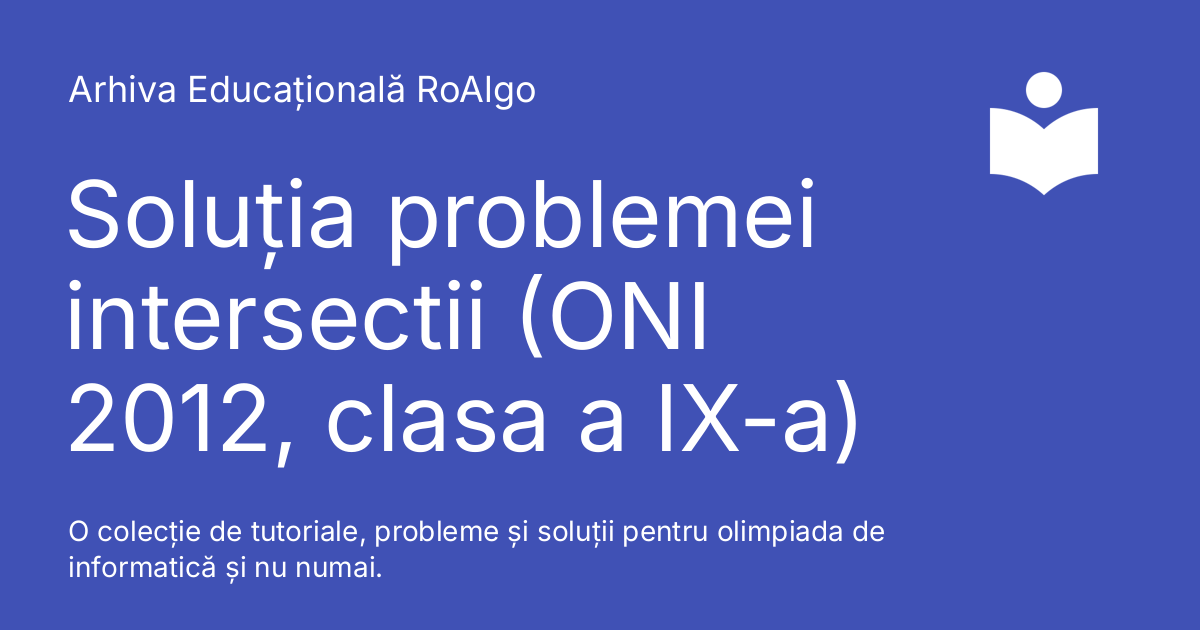 Arhiva Educațională RoAlgo
Soluția problemei
intersectii (ONI
2012, clasa a IX-a)
O colecție de tutoriale, probleme și soluții pentru olimpiada de
informatică și nu numai.